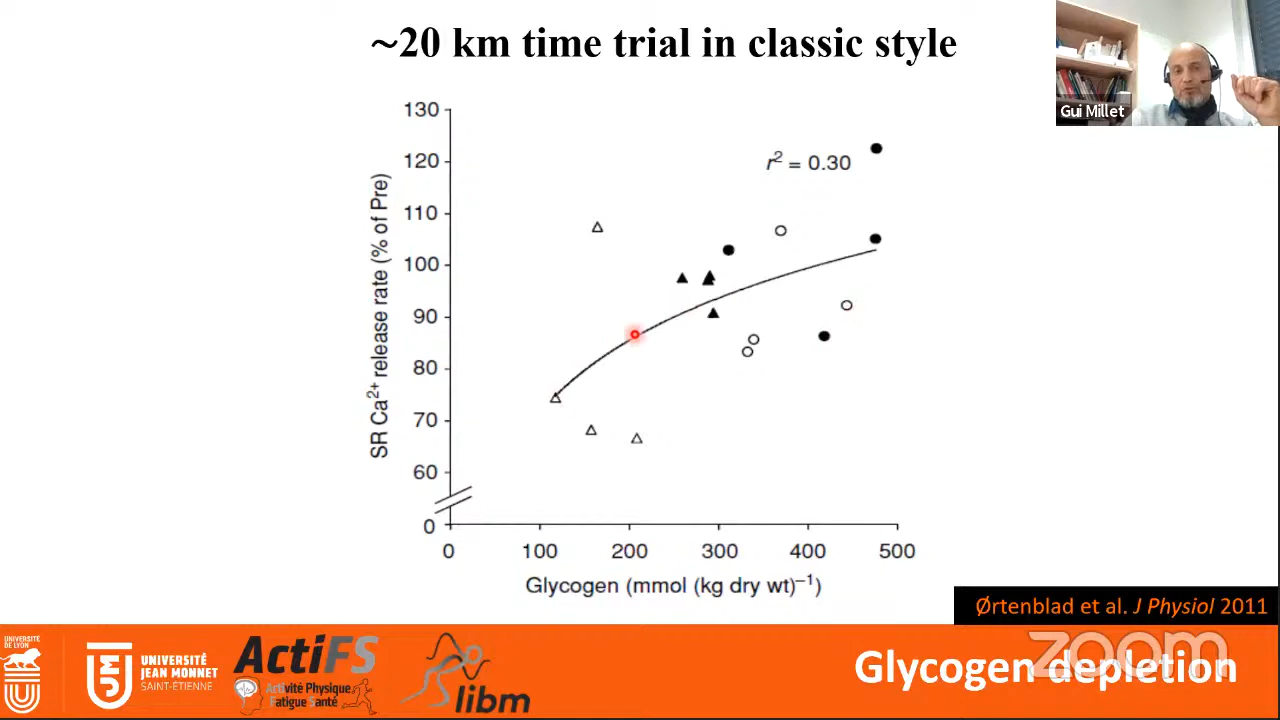 ~20 km time trial in classic style
Gui Millet
130
120
110
100
90
80
70
60
0
SR Ca²⁺ release rate (% of Pre)
r² = 0.30
0 100 200 300 400 500
Glycogen (mmol (kg dry wt)⁻¹)
Ørtenblad et al. J Physiol 2011
UNIVERSITÉ
DE LYON
UNIVERSITÉ
JEAN MONNET
SAINT-ÉTIENNE
ActiFS
Activité Physique
Fatigue Santé
libm
zoom
Glycogen depletion